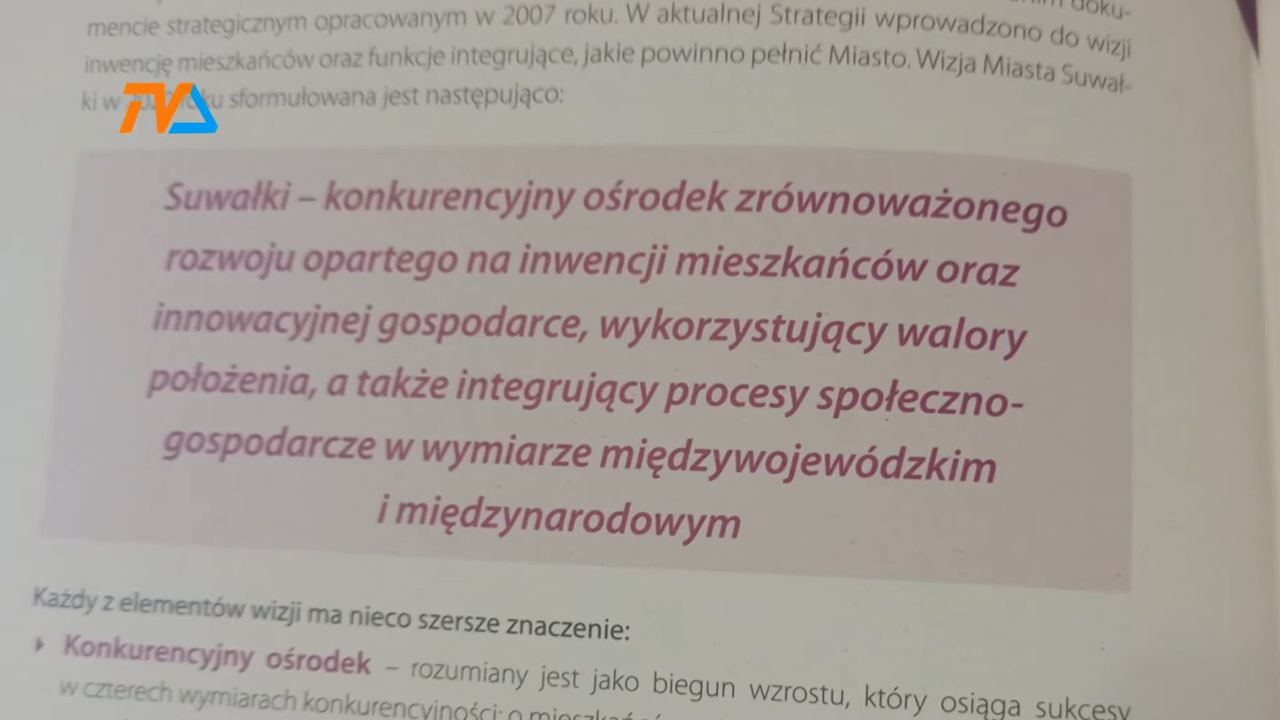 doku-
mencie strategicznym opracowanym w 2007 roku. W aktualnej Strategii wprowadzono do wizji
inwencję mieszkańców oraz funkcje integrujące, jakie powinno pełnić Miasto. Wizja Miasta Suwał-
ki w roku sformułowana jest następująco:
TVA
Suwałki – konkurencyjny ośrodek zrównoważonego
rozwoju opartego na inwencji mieszkańców oraz
innowacyjnej gospodarce, wykorzystujący walory
położenia, a także integrujący procesy społeczno-
gospodarcze w wymiarze międzywojewódzkim
i międzynarodowym
Każdy z elementów wizji ma nieco szersze znaczenie:
Konkurencyjny ośrodek – rozumiany jest jako biegun wzrostu, który osiąga sukcesy
w czterech wymiarach konkurencyjności: o